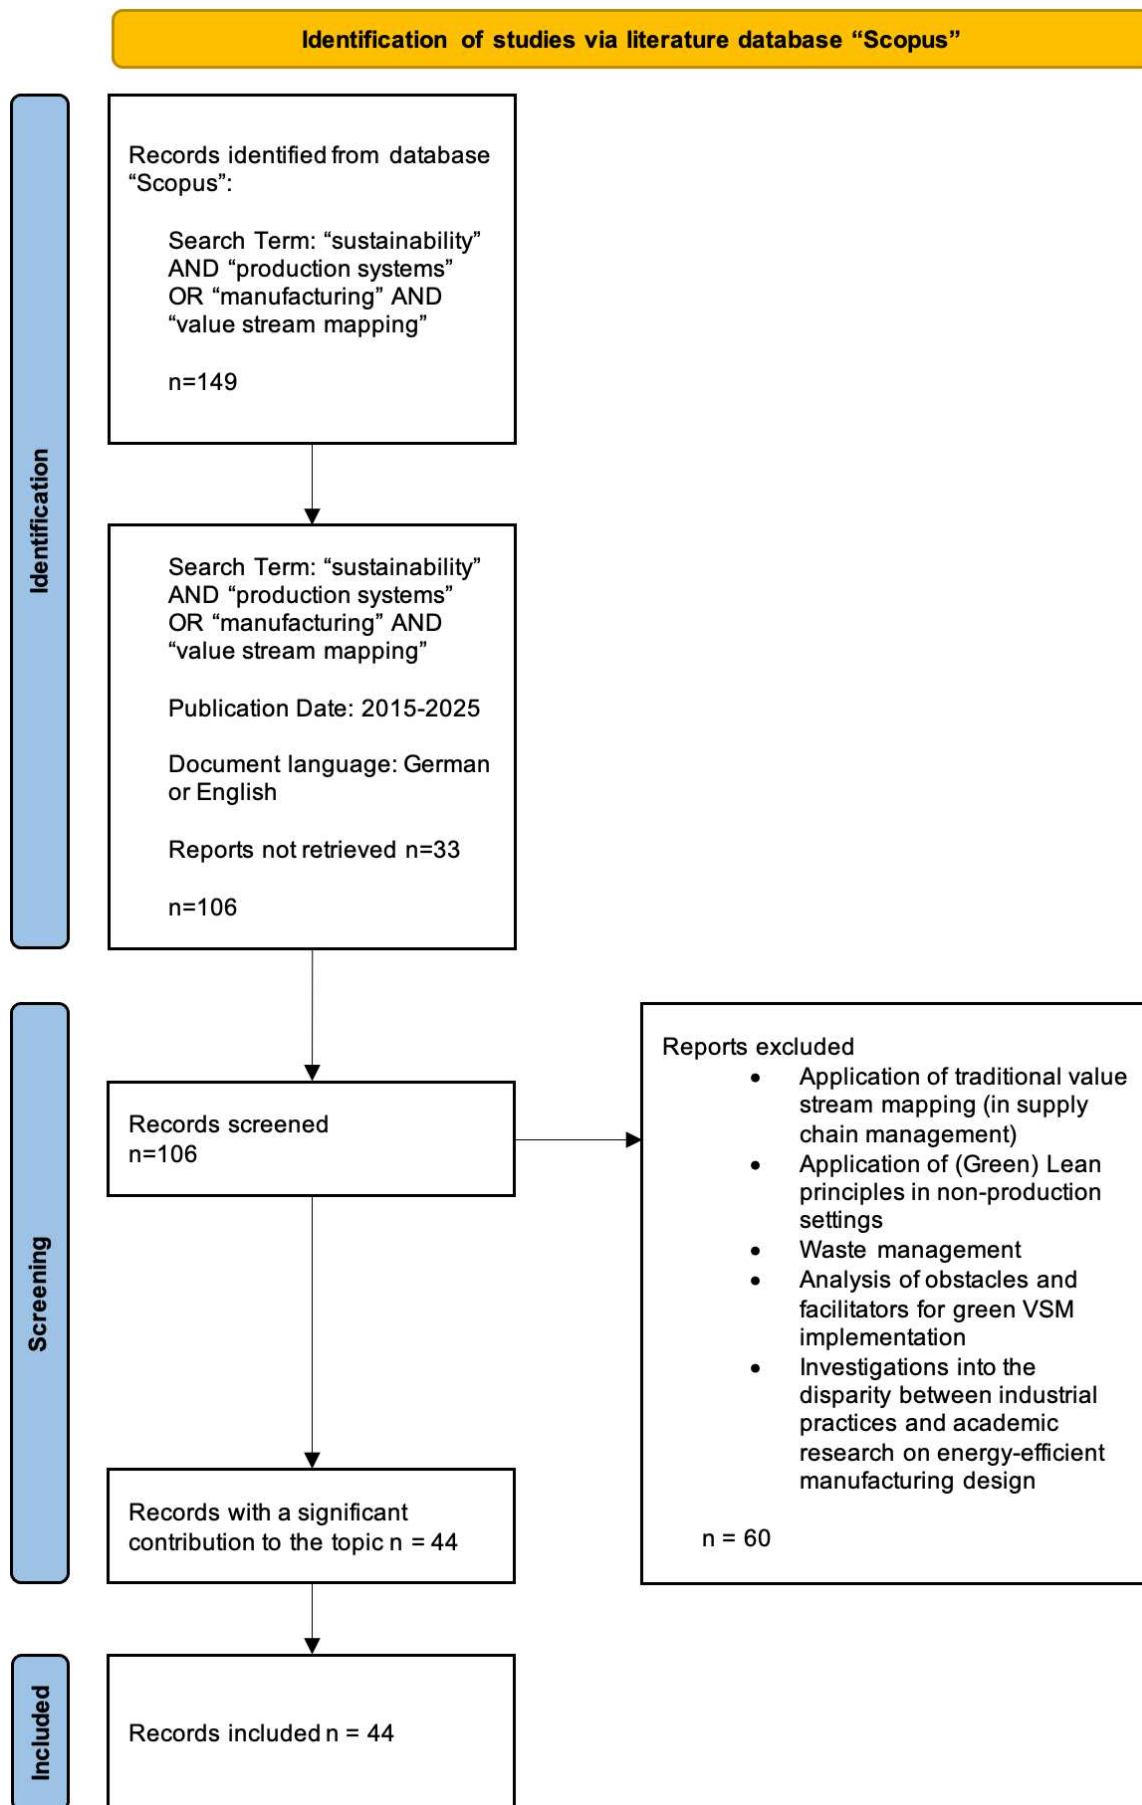 Identification of studies via literature database “Scopus”
Identification
Records identified from database
“Scopus”:
Search Term: “sustainability”
AND “production systems”
OR “manufacturing” AND
“value stream mapping”
n=149
Search Term: “sustainability”
AND “production systems”
OR “manufacturing” AND
“value stream mapping”
Publication Date: 2015-2025
Document language: German
or English
Reports not retrieved n=33
n=106
Screening
Records screened
n=106
Reports excluded
• Application of traditional value
stream mapping (in supply
chain management)
• Application of (Green) Lean
principles in non-production
settings
• Waste management
• Analysis of obstacles and
facilitators for green VSM
implementation
• Investigations into the
disparity between industrial
practices and academic
research on energy-efficient
manufacturing design
n = 60
Records with a significant
contribution to the topic n = 44
Included
Records included n = 44